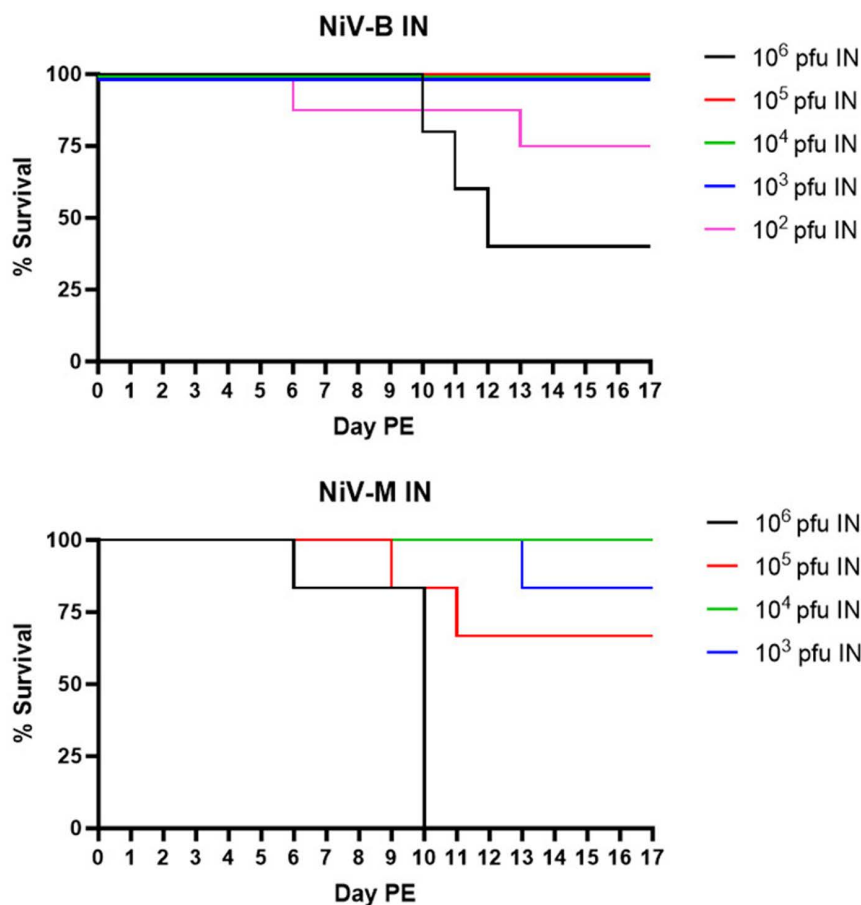 NiV-B IN
% Survival
100
75
50
25
0
0 1 2 3 4 5 6 7 8 9 10 11 12 13 14 15 16 17
Day PE
10⁶ pfu IN
10⁵ pfu IN
10⁴ pfu IN
10³ pfu IN
10² pfu IN
NiV-M IN
% Survival
100
75
50
25
0
0 1 2 3 4 5 6 7 8 9 10 11 12 13 14 15 16 17
Day PE
10⁶ pfu IN
10⁵ pfu IN
10⁴ pfu IN
10³ pfu IN